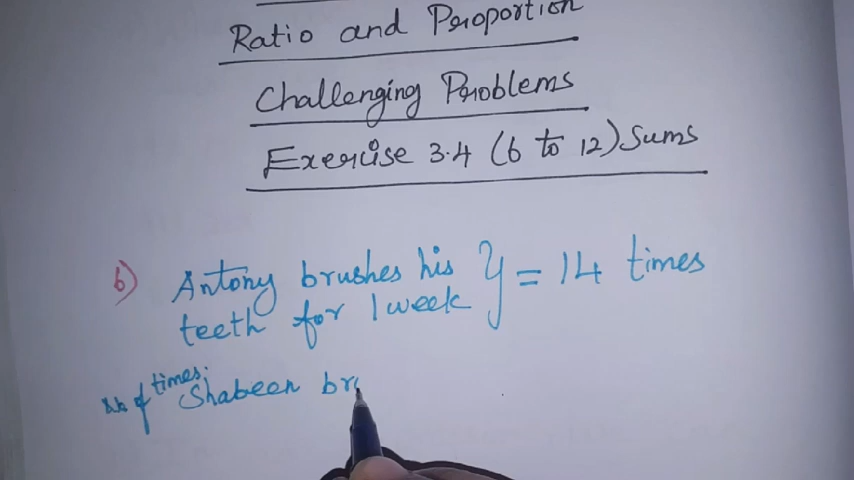 Ratio and Proportion
Challenging Problems
Exercise 3.4 (6 to 12) Sums
6) Antony brushes his
teeth for 1 week } = 14 times
No of times.
Shabeen br